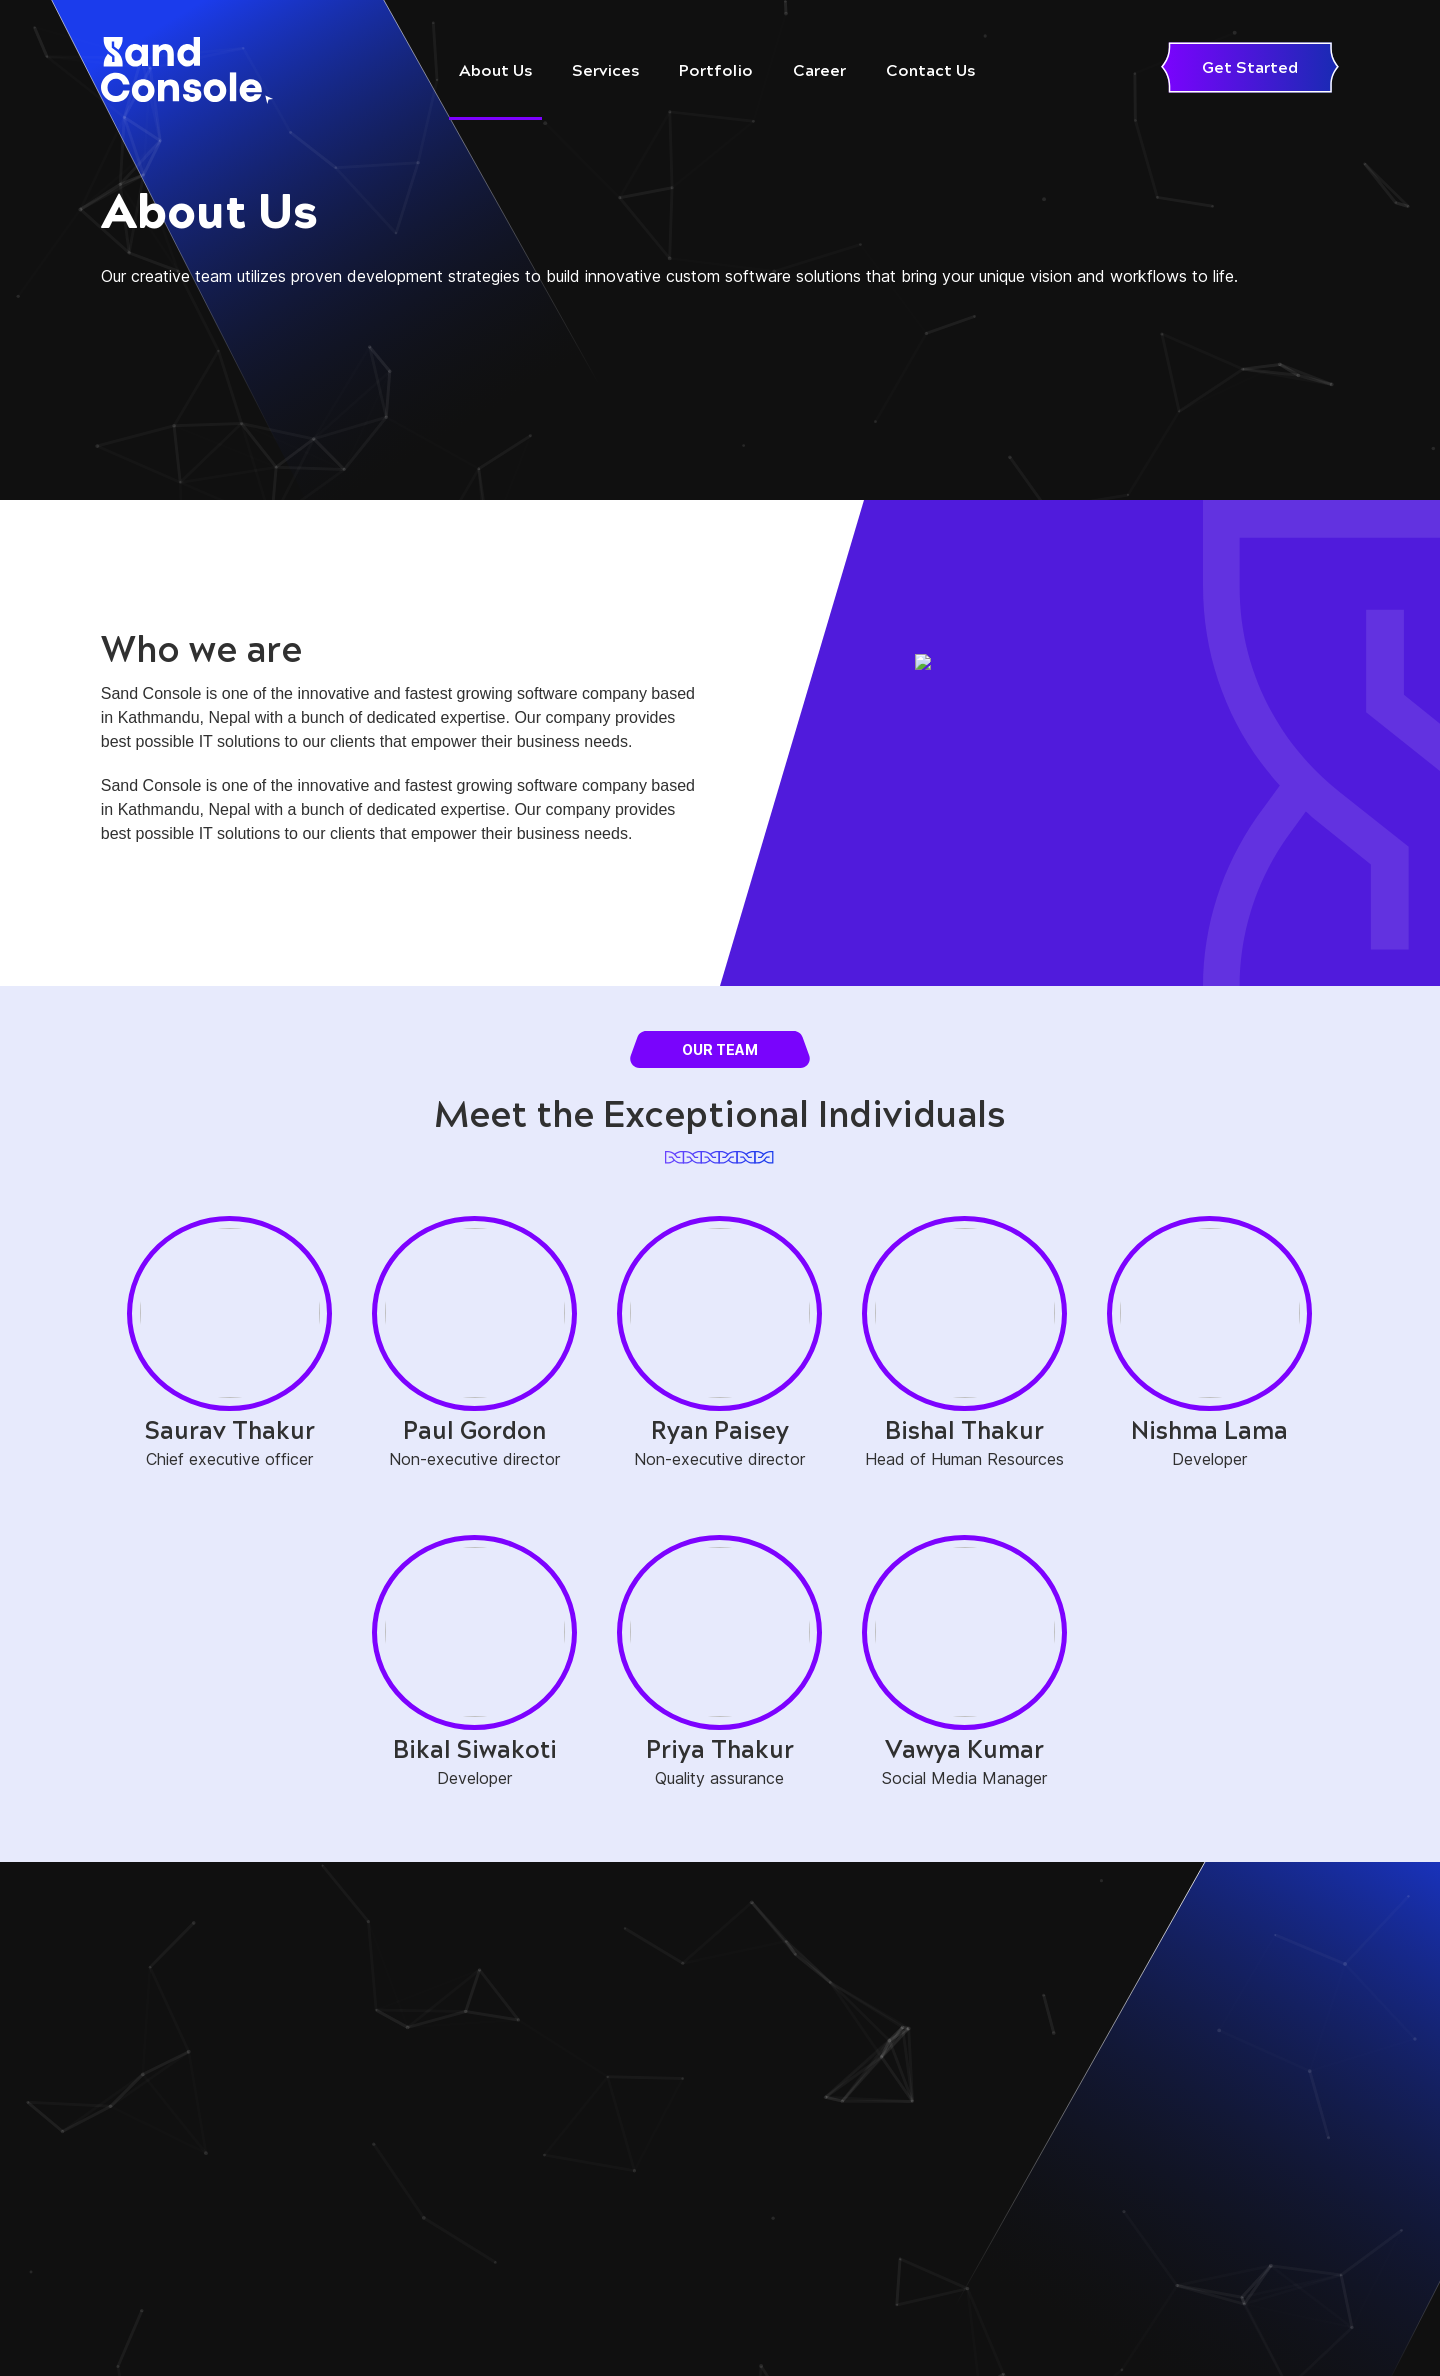 Sand
Console
About Us
Services
Portfolio
Career
Contact Us
Get Started
About Us
Our creative team utilizes proven development strategies to build innovative custom software solutions that bring your unique vision and workflows to life.
Who we are
Sand Console is one of the innovative and fastest growing software company based
in Kathmandu, Nepal with a bunch of dedicated expertise. Our company provides
best possible IT solutions to our clients that empower their business needs.
Sand Console is one of the innovative and fastest growing software company based
in Kathmandu, Nepal with a bunch of dedicated expertise. Our company provides
best possible IT solutions to our clients that empower their business needs.
OUR TEAM
Meet the Exceptional Individuals
Saurav Thakur
Chief executive officer
Paul Gordon
Non-executive director
Ryan Paisey
Non-executive director
Bishal Thakur
Head of Human Resources
Nishma Lama
Developer
Bikal Siwakoti
Developer
Priya Thakur
Quality assurance
Vawya Kumar
Social Media Manager